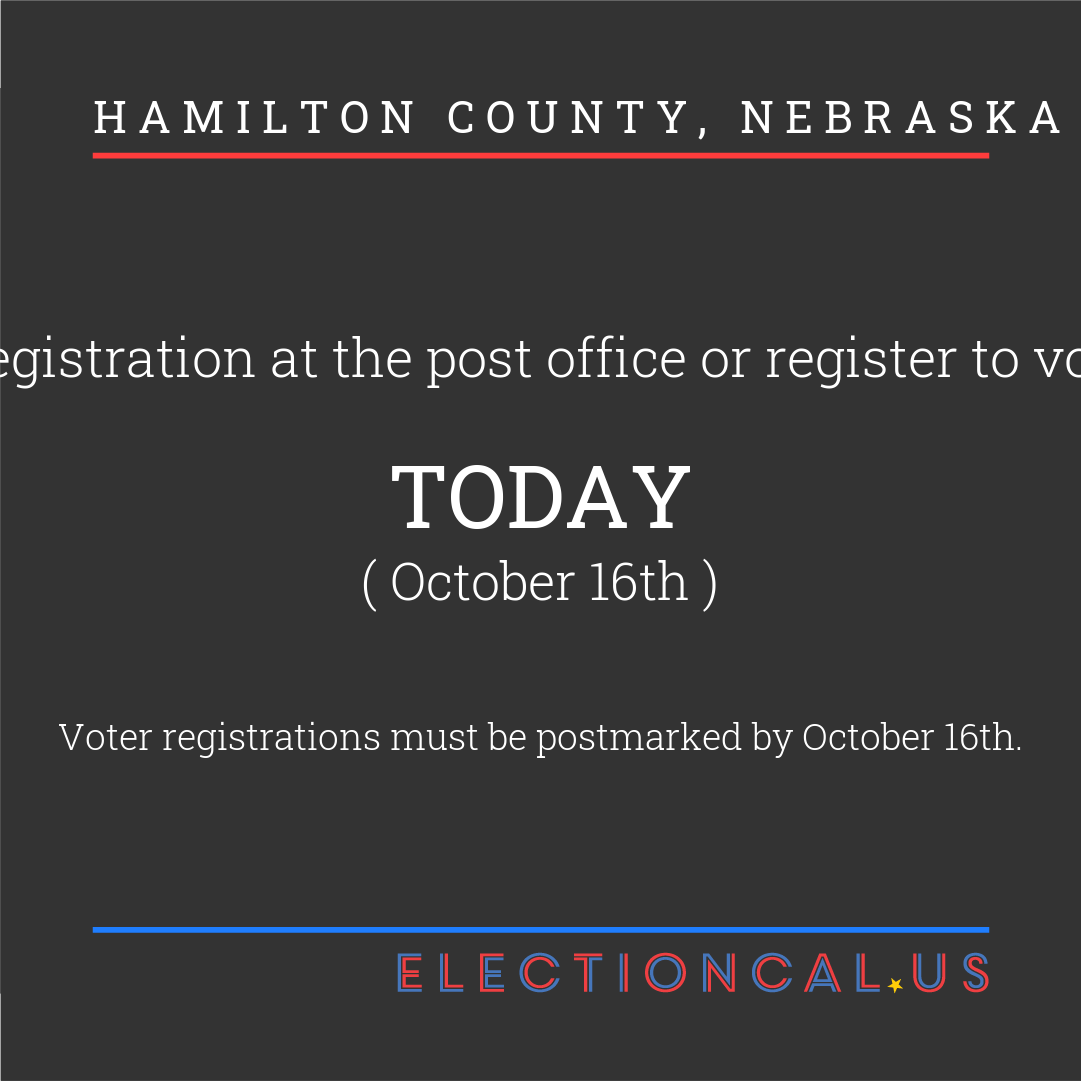 HAMILTON COUNTY, NEBRASKA
egistration at the post office or register to vo
TODAY
( October 16th )
Voter registrations must be postmarked by October 16th.
ELECTIONCAL.US